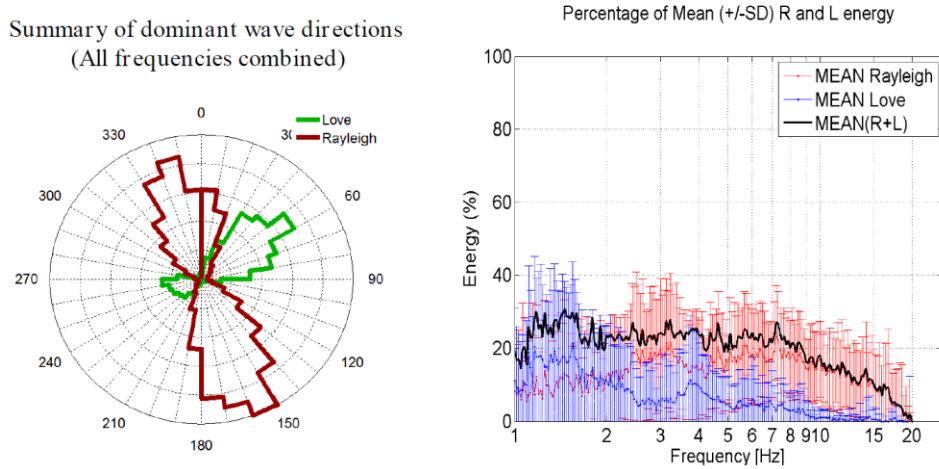 Summary of dominant wave directions
(All frequencies combined)
0
330
Love
Rayleigh
300
60
270
90
240
120
210
150
180
Percentage of Mean (+/-SD) R and L energy
MEAN Rayleigh
MEAN Love
MEAN(R+L)
Energy (%)
100
80
60
40
20
0
1
2
3
4
5
6
7
8
9
10
15
20
Frequency [Hz]